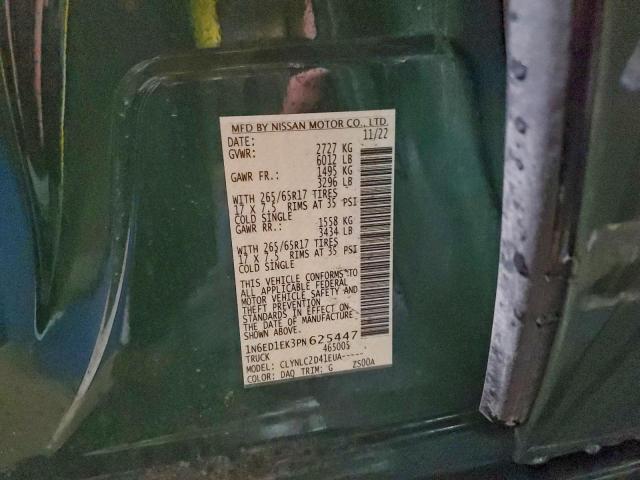 MFD BY NISSAN MOTOR CO., LTD.
DATE: 11/22
GVWR: 2727 KG
6012 LB
GAWR FR.: 1495 KG
3296 LB
WITH 265/65R17 TIRES
17 X 7.5 RIMS AT 35 PSI
COLD SINGLE
GAWR RR.: 1558 KG
3434 LB
WITH 265/65R17 TIRES
17 X 7.5 RIMS AT 35 PSI
COLD SINGLE
THIS VEHICLE CONFORMS TO
ALL APPLICABLE FEDERAL
MOTOR VEHICLE SAFETY AND
THEFT PREVENTION
STANDARDS IN EFFECT ON
THE DATE OF MANUFACTURE
SHOWN ABOVE.
1N6ED1EK3PN625447
TRUCK 465005
MODEL: CLYNLC2D41EUA-----
COLOR: DAQ TRIM: G ZS00A